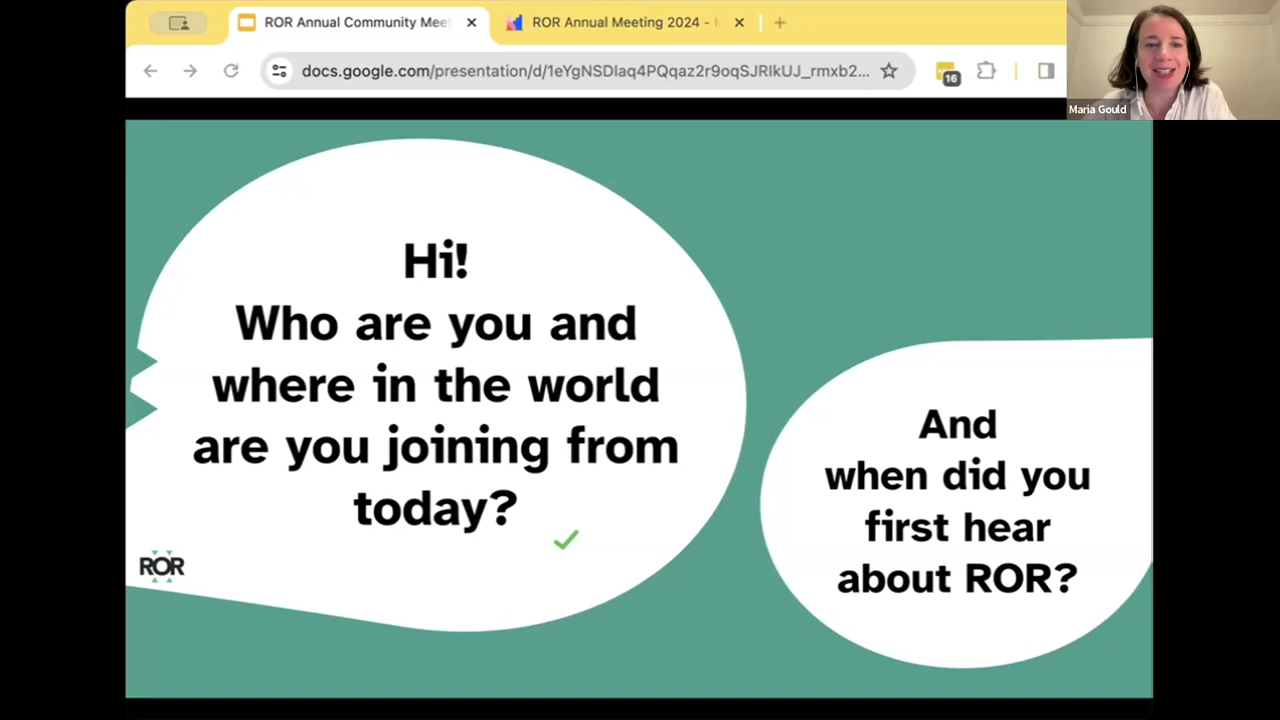 ROR Annual Community Meet
ROR Annual Meeting 2024 -
docs.google.com/presentation/d/1eYgNSDlaq4PQqaz2r9oqSJRlkUJ_rmxb2...
16
Maria Gould
Hi!
Who are you and
where in the world
are you joining from
today?
And
when did you
first hear
about ROR?
ROR